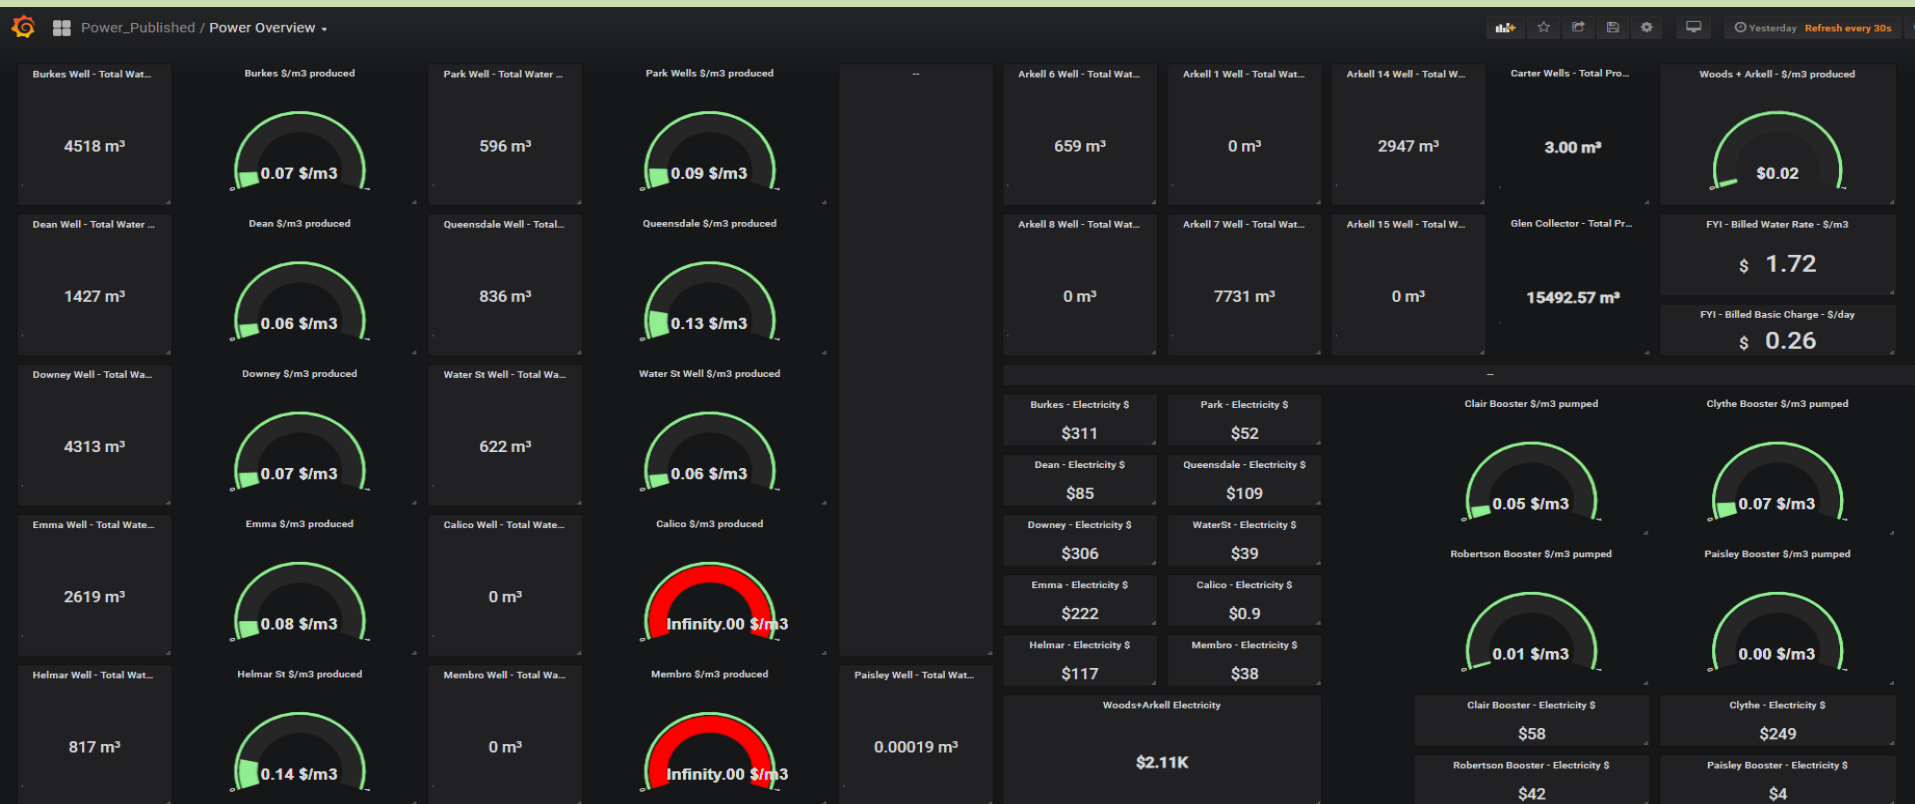 Power_Published / Power Overview
Yesterday Refresh every 30s
Burkes Well - Total Wat...
4518 m³
Burkes $/m3 produced
0.07 $/m3
Park Well - Total Water ...
596 m³
Park Wells $/m3 produced
0.09 $/m3
--
Arkell 6 Well - Total Wat...
659 m³
Arkell 1 Well - Total Wat...
0 m³
Arkell 14 Well - Total W...
2947 m³
Carter Wells - Total Pro...
3.00 m³
Woods + Arkell - $/m3 produced
$0.02
Dean Well - Total Water ...
1427 m³
Dean $/m3 produced
0.06 $/m3
Queensdale Well - Total...
836 m³
Queensdale $/m3 produced
0.13 $/m3
Arkell 8 Well - Total Wat...
0 m³
Arkell 7 Well - Total Wat...
7731 m³
Arkell 15 Well - Total W...
0 m³
Glen Collector - Total Pr...
15492.57 m³
FYI - Billed Water Rate - $/m3
$ 1.72
FYI - Billed Basic Charge - $/day
$ 0.26
Downey Well - Total Wa...
4313 m³
Downey $/m3 produced
0.07 $/m3
Water St Well - Total Wa...
622 m³
Water St Well $/m3 produced
0.06 $/m3
--
Burkes - Electricity $
$311
Park - Electricity $
$52
Clair Booster $/m3 pumped
0.05 $/m3
Clythe Booster $/m3 pumped
0.07 $/m3
Dean - Electricity $
$85
Queensdale - Electricity $
$109
Emma Well - Total Wate...
2619 m³
Emma $/m3 produced
0.08 $/m3
Calico Well - Total Wate...
0 m³
Calico $/m3 produced
Infinity.00 $/m3
Downey - Electricity $
$306
WaterSt - Electricity $
$39
Robertson Booster $/m3 pumped
0.01 $/m3
Paisley Booster $/m3 pumped
0.00 $/m3
Emma - Electricity $
$222
Calico - Electricity $
$0.9
Helmar - Electricity $
$117
Membro - Electricity $
$38
Helmar Well - Total Wat...
817 m³
Helmar St $/m3 produced
0.14 $/m3
Membro Well - Total Wa...
0 m³
Membro $/m3 produced
Infinity.00 $/m3
Paisley Well - Total Wat...
0.00019 m³
Woods+Arkell Electricity
$2.11K
Clair Booster - Electricity $
$58
Clythe - Electricity $
$249
Robertson Booster - Electricity $
$42
Paisley Booster - Electricity $
$4